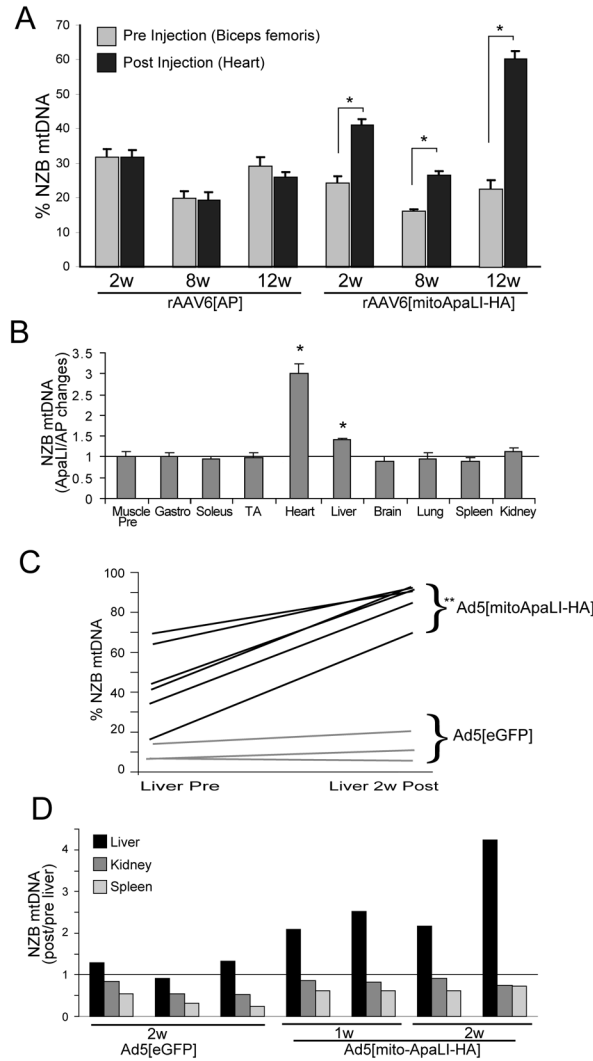 A
Pre Injection (Biceps femoris)
Post Injection (Heart)
% NZB mtDNA
70
60
50
40
30
20
10
0
* * *
2w 8w 12w 2w 8w 12w
rAAV6[AP] rAAV6[mitoApaLI-HA]
B
NZB mtDNA
(ApaLI/AP changes)
3.5
3
2.5
2
1.5
1
0.5
0
* *
Muscle Gastro Soleus TA Heart Liver Brain Lung Spleen Kidney
Pre
C
% NZB mtDNA
100
80
60
40
20
0
**Ad5[mitoApaLI-HA]
Ad5[eGFP]
Liver Pre Liver 2w Post
D
Liver
Kidney
Spleen
NZB mtDNA
(post/pre liver)
4
3
2
1
0
2w 1w 2w
Ad5[eGFP] Ad5[mito-ApaLI-HA]